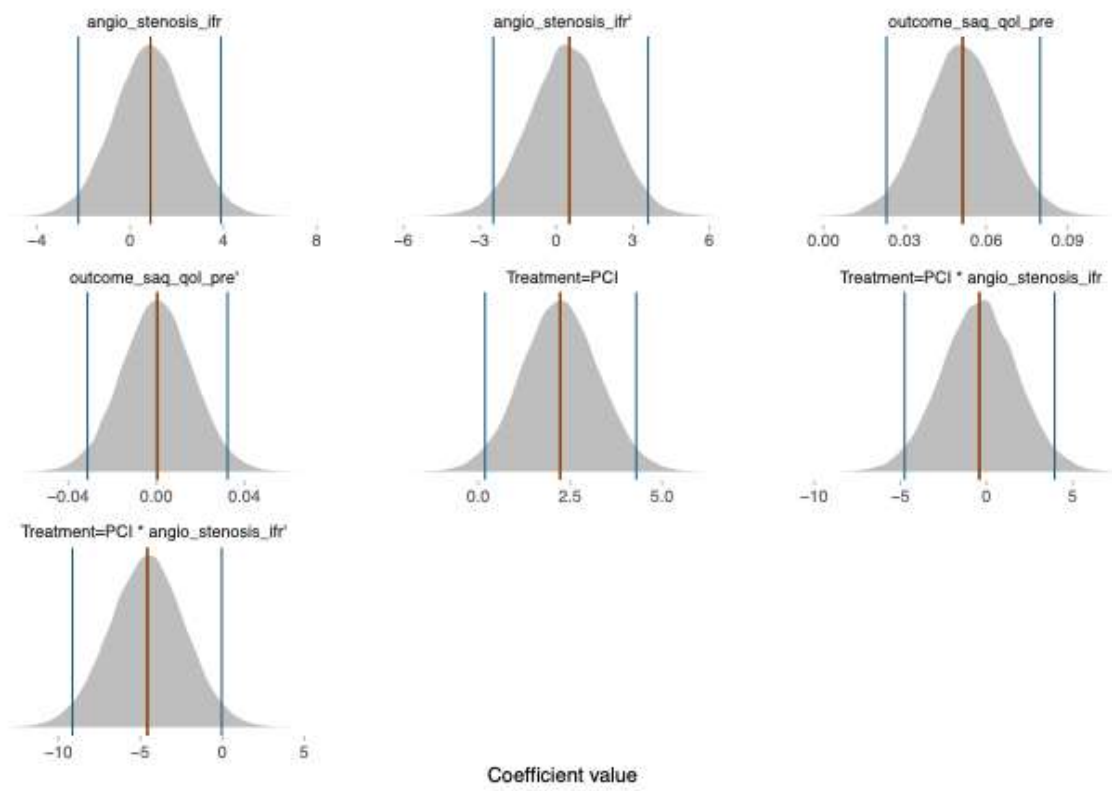 angio_stenosis_ifr angio_stenosis_ifr' outcome_saq_qol_pre
−4 0 4 8 −6 −3 0 3 6 0.00 0.03 0.06 0.09
outcome_saq_qol_pre' Treatment=PCI Treatment=PCI * angio_stenosis_ifr
−0.04 0.00 0.04 0.0 2.5 5.0 −10 −5 0 5
Treatment=PCI * angio_stenosis_ifr'
−10 −5 0 5
Coefficient value